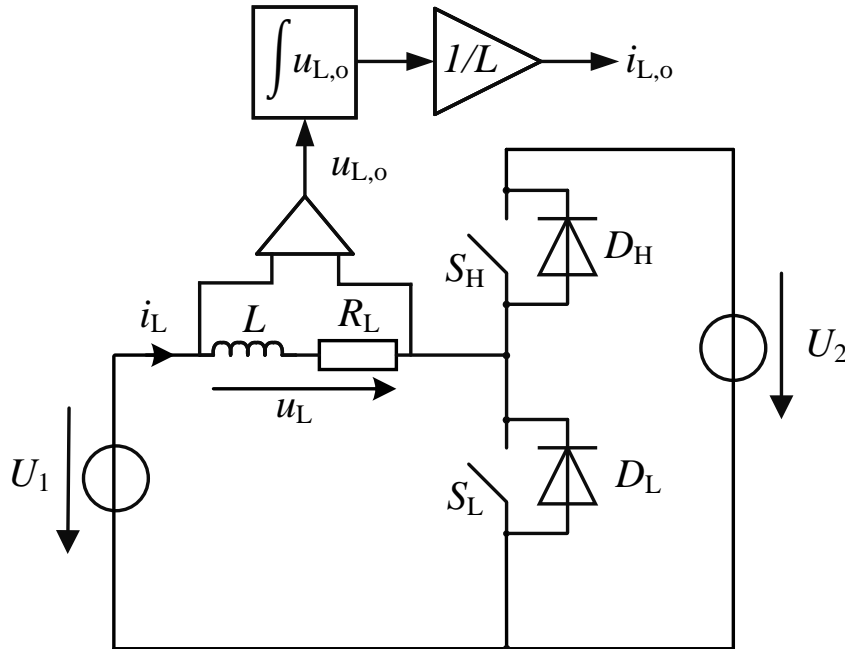 ∫u_L,o
1/L
i_L,o
u_L,o
S_H
D_H
i_L
L
R_L
U_2
u_L
U_1
S_L
D_L